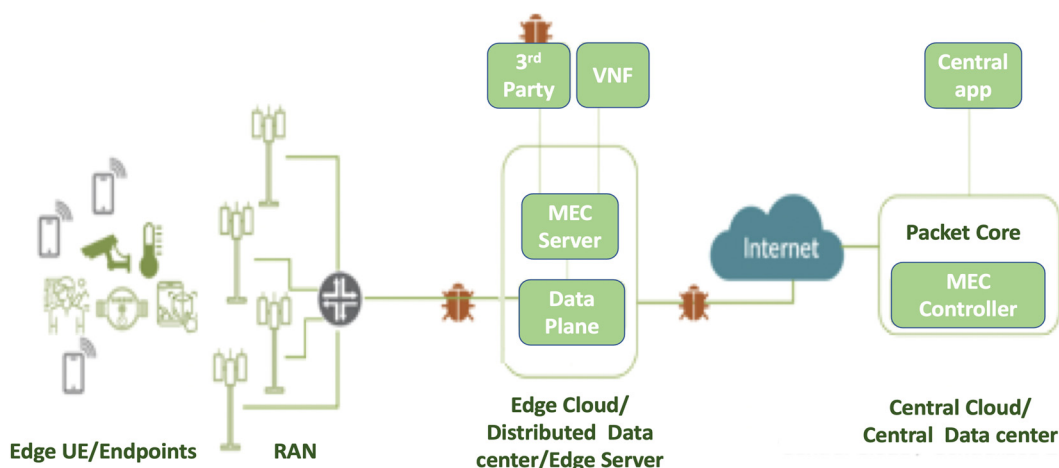 3rd
Party
VNF
Central
app
MEC
Server
Internet
Packet Core
Data
Plane
MEC
Controller
Edge UE/Endpoints
RAN
Edge Cloud/
Distributed Data
center/Edge Server
Central Cloud/
Central Data center